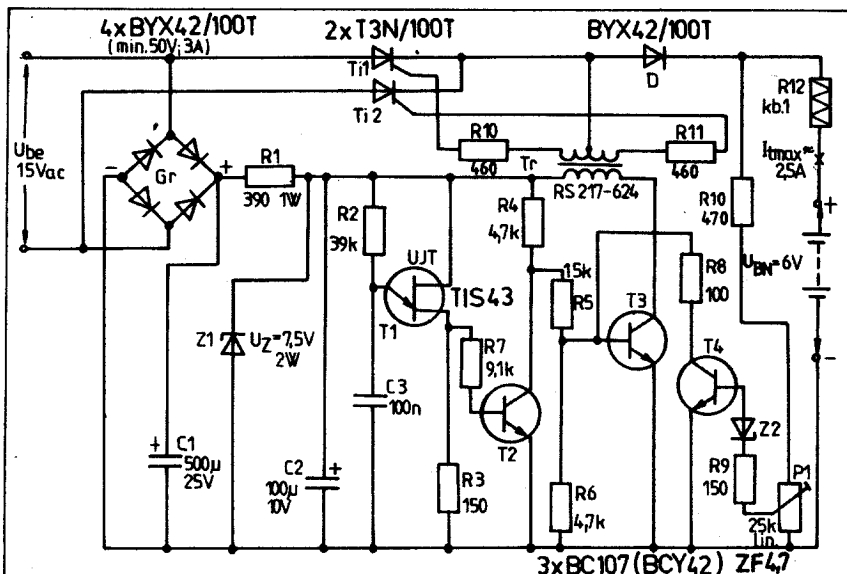 4xBYX42/100T
(min.50V; 3A)
2xT3N/100T
BYX42/100T
Ti1
Ti2
D
R12
kb.1
Ube
15Vac
Gr
-
+
R1
390 1W
R10
460
Tr
RS 217-624
R11
460
Itmax≈
2,5A
+
R2
39k
UJT
TIS43
T1
R4
4,7k
15k
R5
T3
R8
100
R10
470
UBN=6V
Z1
UZ=7,5V
2W
R7
9,1k
T2
T4
-
C3
100n
Z2
+
C1
500µ
25V
C2
+
100µ
10V
R3
150
R6
4,7k
R9
150
P1
25k
lin.
3xBC107(BCY42)
ZF4,7